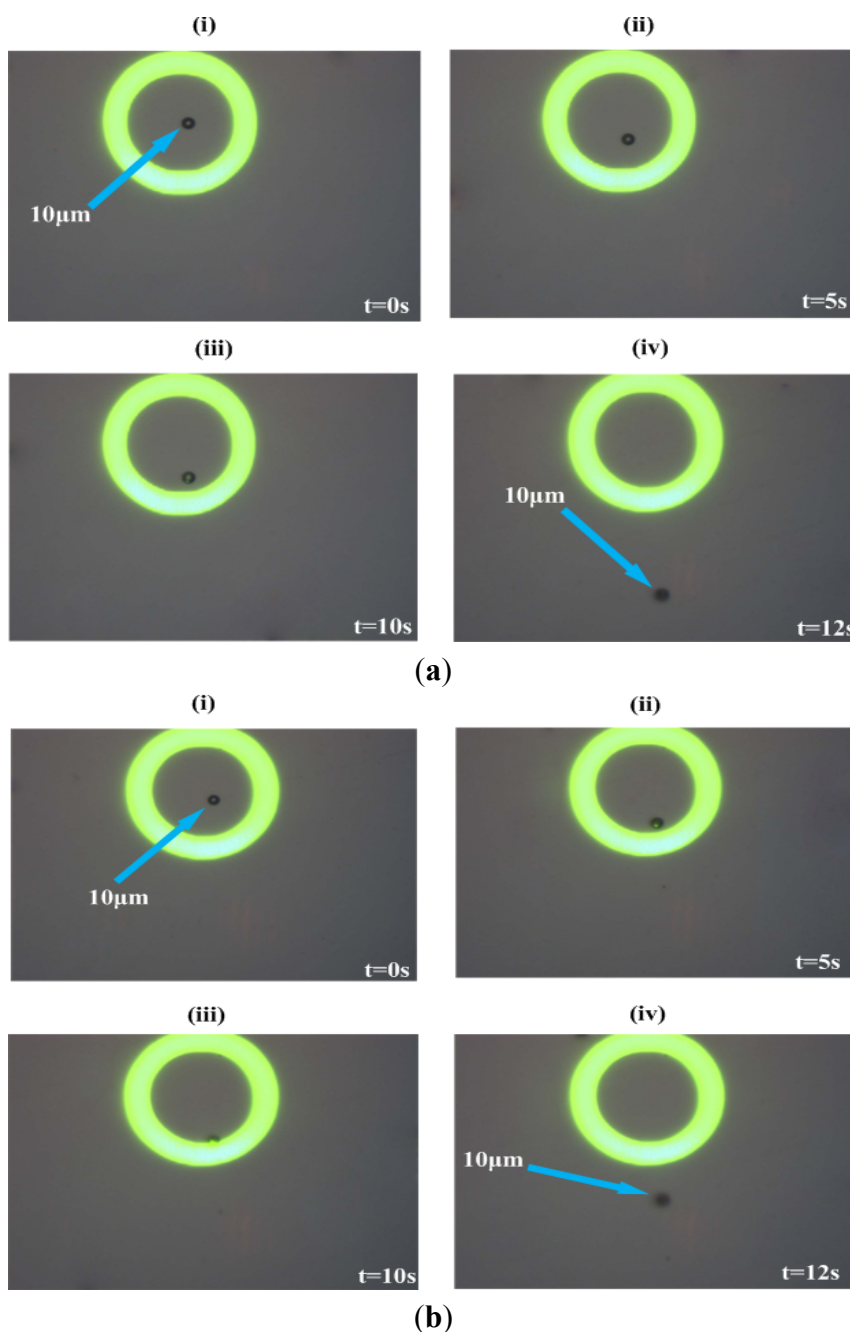 (i)
(ii)
10μm
t=0s
t=5s
(iii)
(iv)
10μm
t=10s
t=12s
(a)
(i)
(ii)
10μm
t=0s
t=5s
(iii)
(iv)
10μm
t=10s
t=12s
(b)